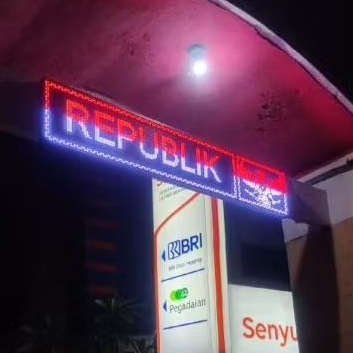 REPUBLIK
BRI
Pegadaian
Senyu